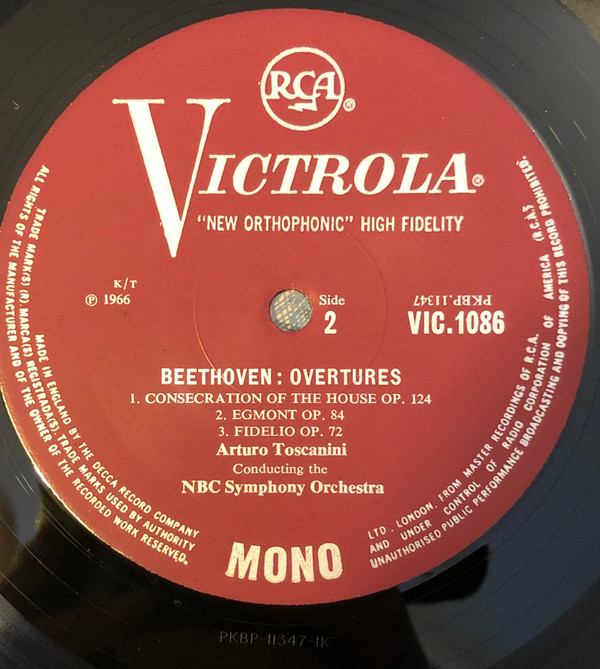 RCA®
VICTROLA®
"NEW ORTHOPHONIC" HIGH FIDELITY
K/T
℗ 1966
Side
2
PKBP.11347
VIC.1086
BEETHOVEN: OVERTURES
1. CONSECRATION OF THE HOUSE OP. 124
2. EGMONT OP. 84
3. FIDELIO OP. 72
Arturo Toscanini
Conducting the
NBC Symphony Orchestra
MONO
TRADE MARK(S) (R) MARCA(S) REGISTRADA(S). TRADE MARKS USED BY AUTHORITY
ALL RIGHTS OF THE MANUFACTURER AND OF THE OWNER OF THE RECORDED WORK RESERVED.
MADE IN ENGLAND BY THE DECCA RECORD COMPANY
LTD., LONDON, FROM MASTER RECORDINGS OF R.C.A.
AND UNDER CONTROL OF RADIO CORPORATION OF AMERICA (R.C.A.)
UNAUTHORISED PUBLIC PERFORMANCE BROADCASTING AND COPYING OF THIS RECORD PROHIBITED.
PKBP-11347-1K